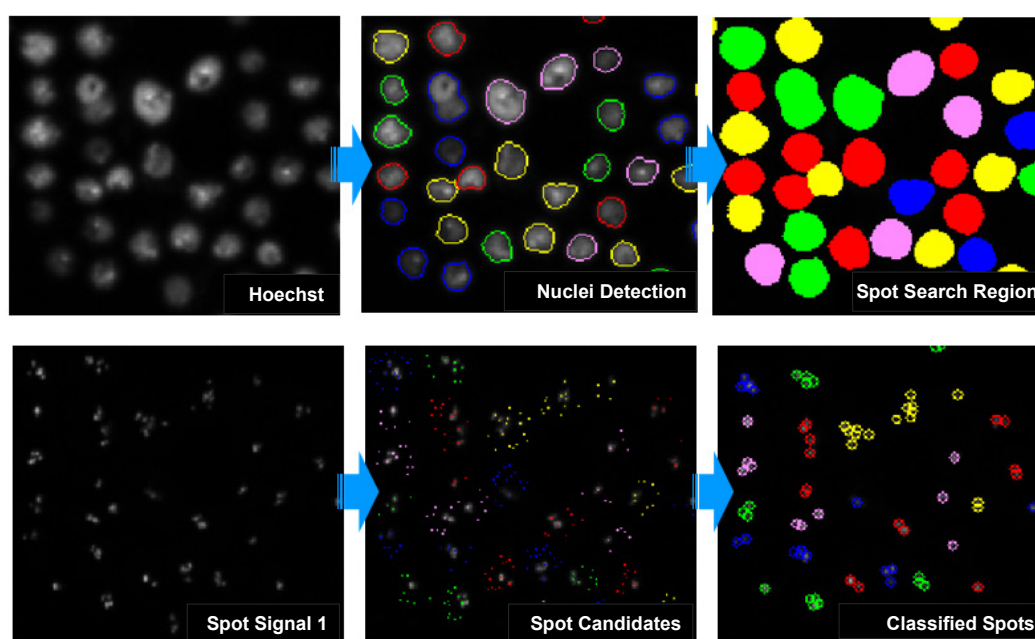 Hoechst
Nuclei Detection
Spot Search Region
Spot Signal 1
Spot Candidates
Classified Spots